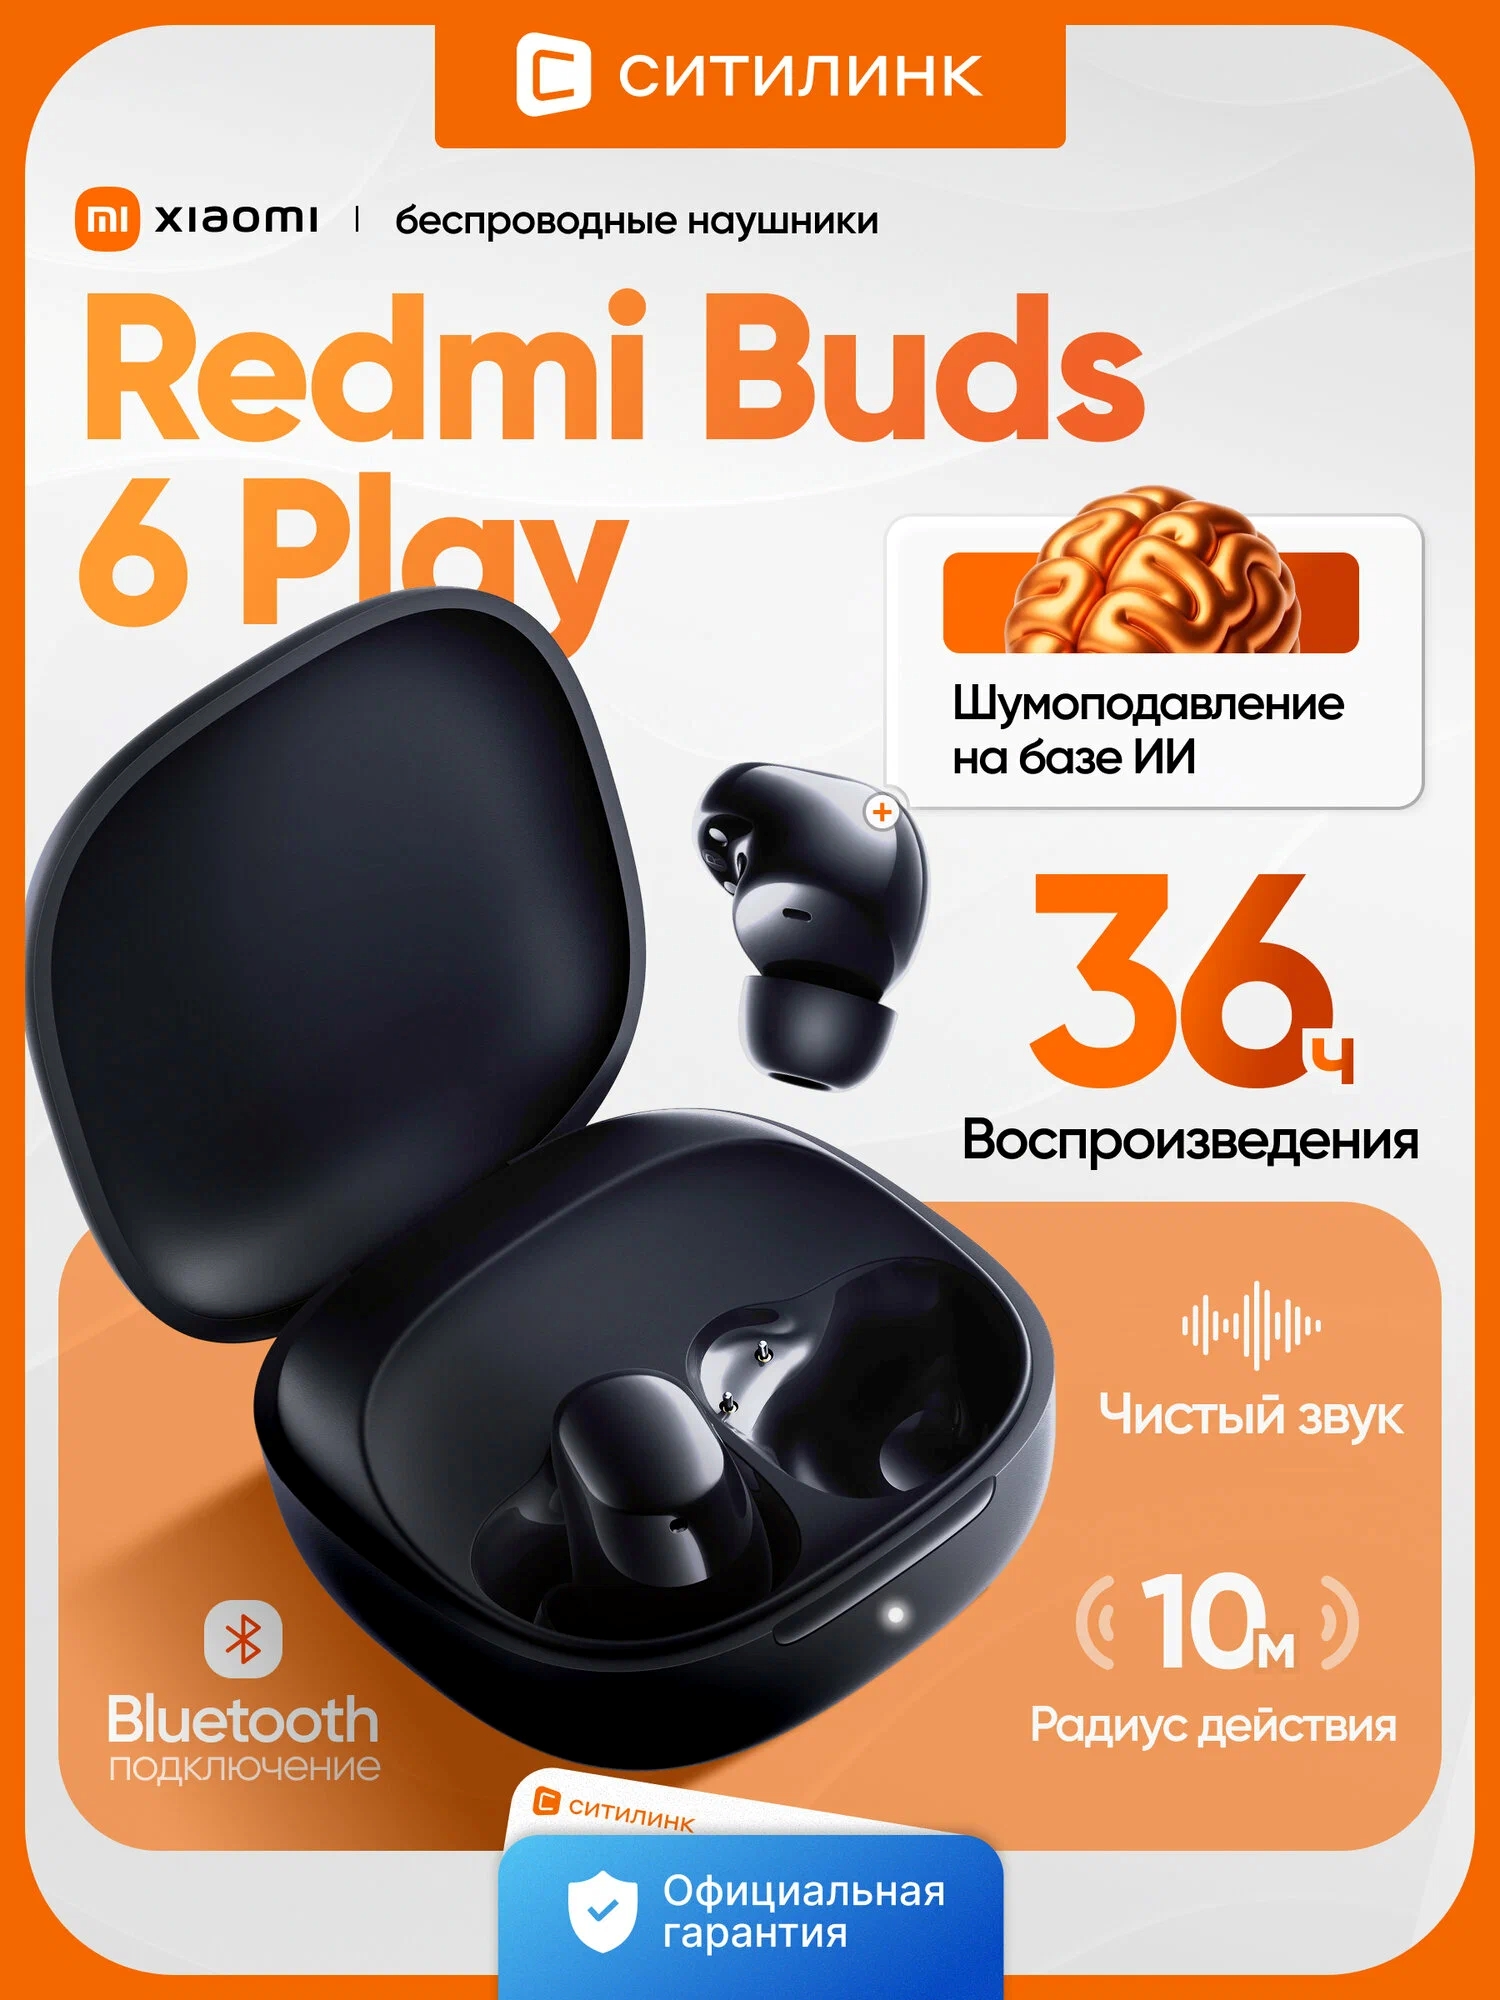 СИТИЛИНК
xiaomi | беспроводные наушники
Redmi Buds
6 Play
Шумоподавление
на базе ИИ
36ч
Воспроизведения
Чистый звук
10м
Радиус действия
Bluetooth
подключение
СИТИЛИНК
Официальная
гарантия